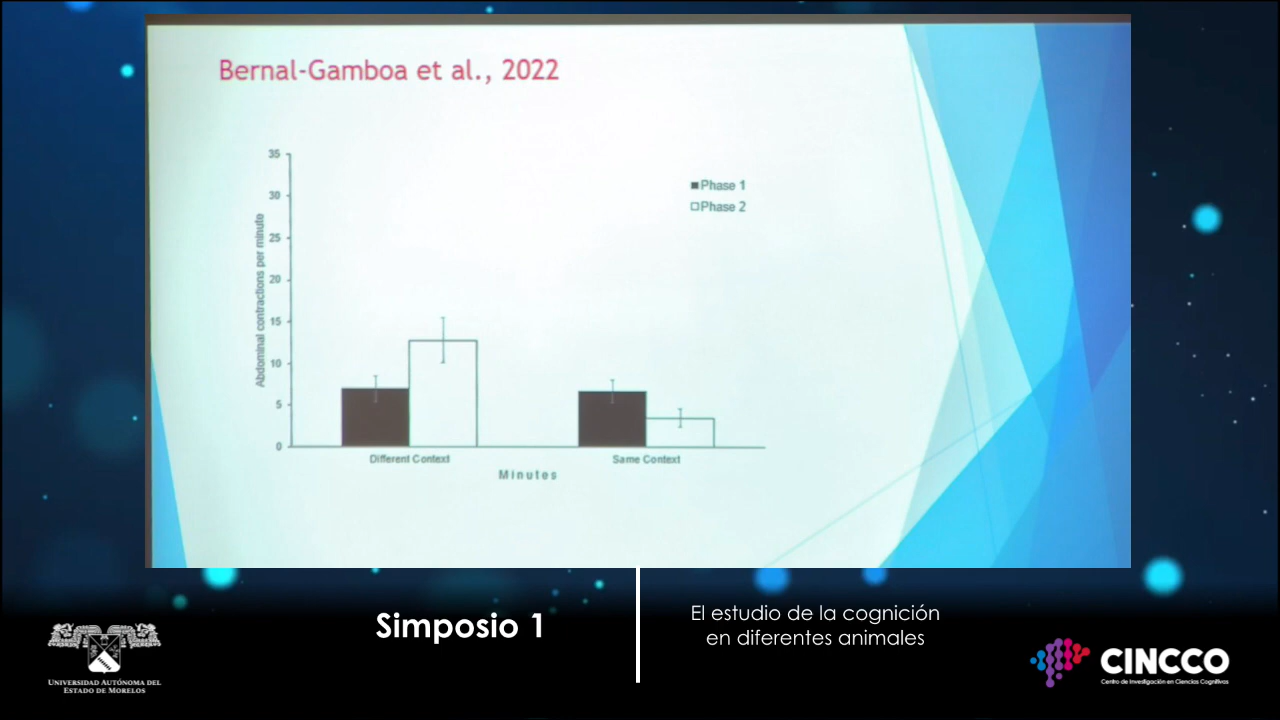 Bernal-Gamboa et al., 2022
35
30
25
20
15
10
5
0
Abdominal contractions per minute
Phase 1
Phase 2
Different Context
Same Context
Minutes
Simposio 1
El estudio de la cognición
en diferentes animales
UNIVERSIDAD AUTÓNOMA DEL
ESTADO DE MORELOS
CINCCO
Centro de Investigación en Ciencias Cognitivas